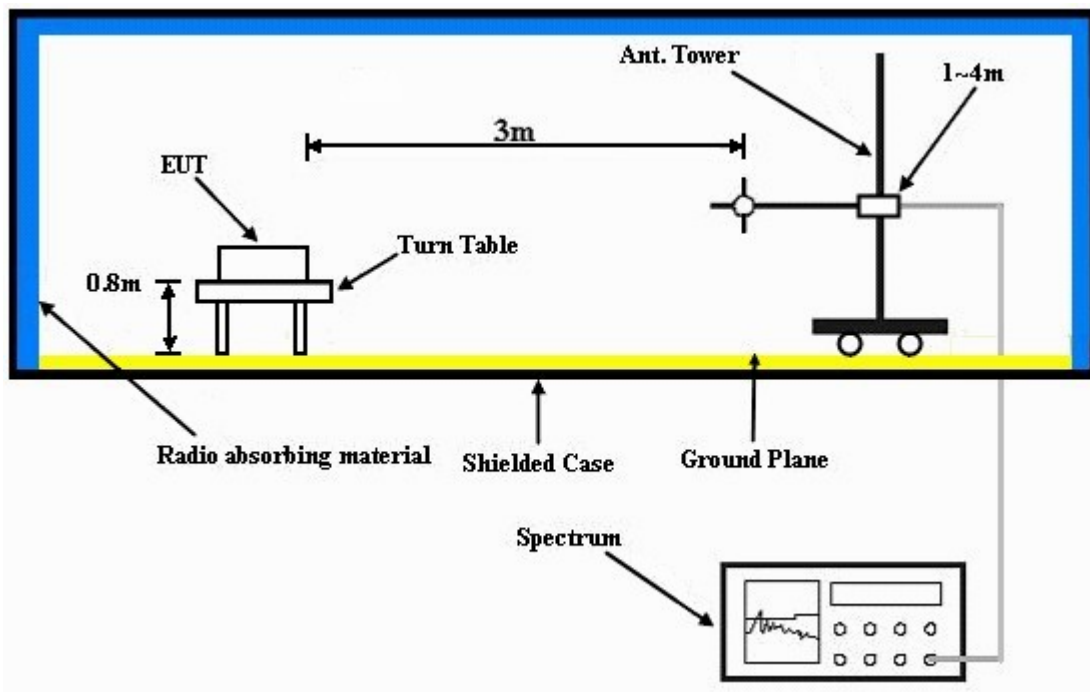 Ant. Tower
1~4m
3m
EUT
Turn Table
0.8m
Radio absorbing material
Shielded Case
Ground Plane
Spectrum